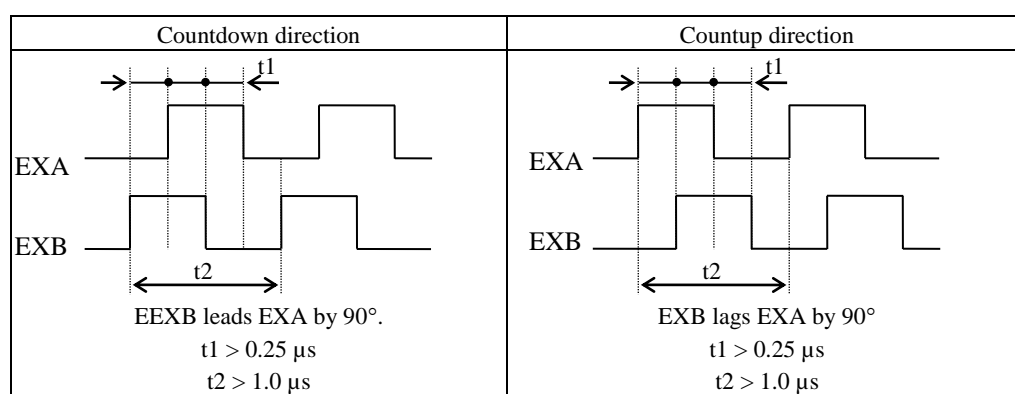 Countdown direction
t1
EXA
EXB
t2
EEXB leads EXA by 90°.
t1 > 0.25 µs
t2 > 1.0 µs
Countup direction
t1
EXA
EXB
t2
EXB lags EXA by 90°
t1 > 0.25 µs
t2 > 1.0 µs